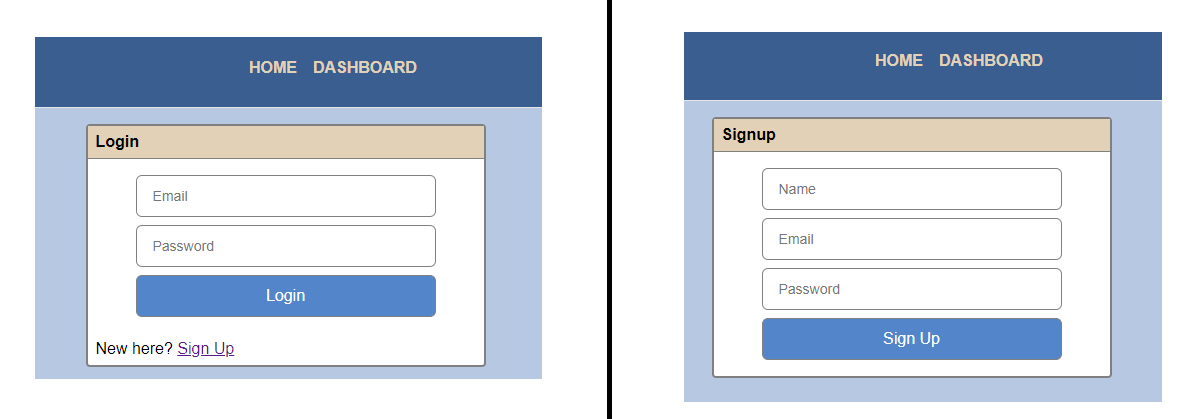 HOME DASHBOARD
Login
Email
Password
Login
New here? Sign Up
HOME DASHBOARD
Signup
Name
Email
Password
Sign Up